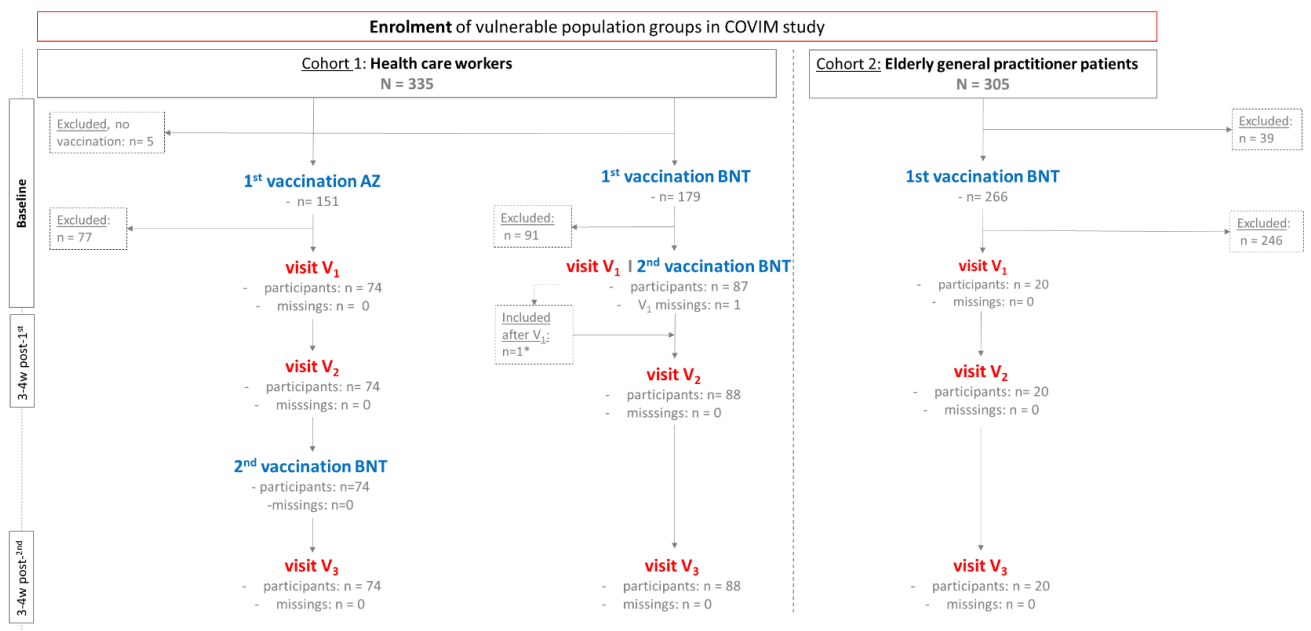 Enrolment of vulnerable population groups in COVIM study
Cohort 1: Health care workers
N = 335
Cohort 2: Elderly general practitioner patients
N = 305
Baseline
Excluded, no
vaccination: n= 5
Excluded:
n = 39
1st vaccination AZ
- n= 151
1st vaccination BNT
- n= 179
1st vaccination BNT
- n= 266
Excluded:
n = 77
Excluded:
n = 91
Excluded:
n = 246
visit V1
- participants: n = 74
- missings: n = 0
visit V1 I 2nd vaccination BNT
- participants: n = 87
- V1 missings: n= 1
visit V1
- participants: n = 20
- missings: n= 0
Included
after V1:
n=1*
3-4w post-1st
visit V2
- participants: n= 74
- misssings: n = 0
visit V2
- participants: n = 88
- misssings: n = 0
visit V2
- participants: n= 20
- misssings: n = 0
2nd vaccination BNT
- participants: n=74
-missings: n=0
3-4w post-2nd
visit V3
- participants: n = 74
- missings: n = 0
visit V3
- participants: n = 88
- missings: n = 0
visit V3
- participants: n = 20
- missings: n = 0